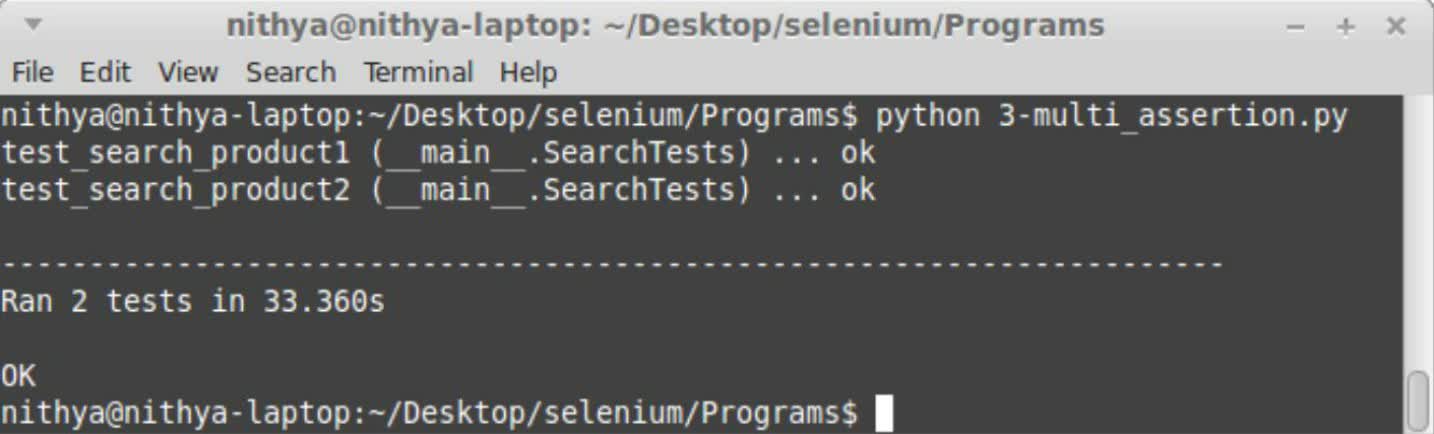 nithya@nithya-laptop: ~/Desktop/selenium/Programs
File Edit View Search Terminal Help
nithya@nithya-laptop:~/Desktop/selenium/Programs$ python 3-multi_assertion.py
test_search_product1 (__main__.SearchTests) ... ok
test_search_product2 (__main__.SearchTests) ... ok
----------------------------------------------------------------------
Ran 2 tests in 33.360s
OK
nithya@nithya-laptop:~/Desktop/selenium/Programs$